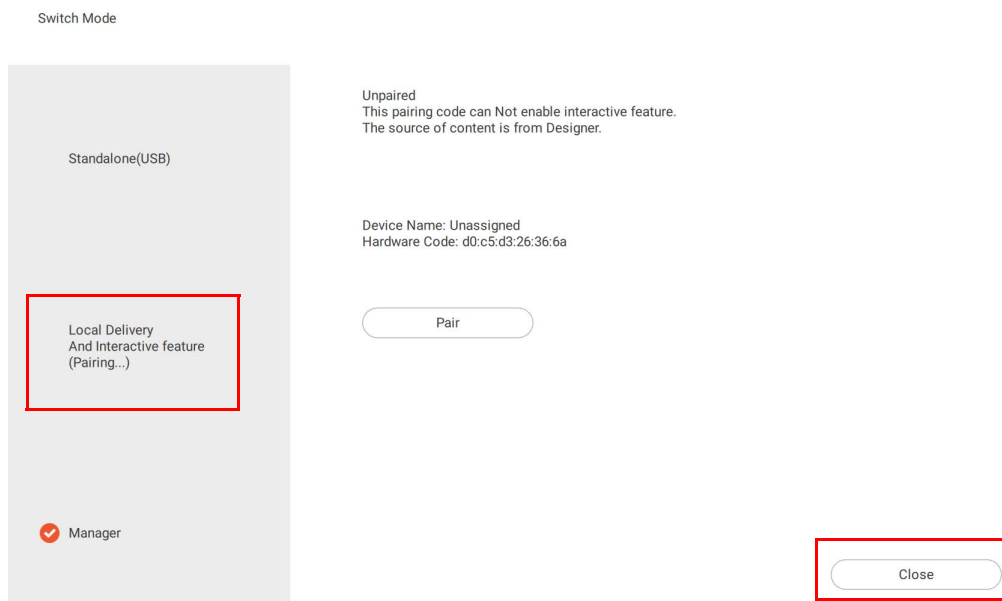 Switch Mode
Standalone(USB)
Local Delivery
And Interactive feature
(Pairing...)
Manager
Unpaired
This pairing code can Not enable interactive feature.
The source of content is from Designer.
Device Name: Unassigned
Hardware Code: d0:c5:d3:26:36:6a
Pair
Close